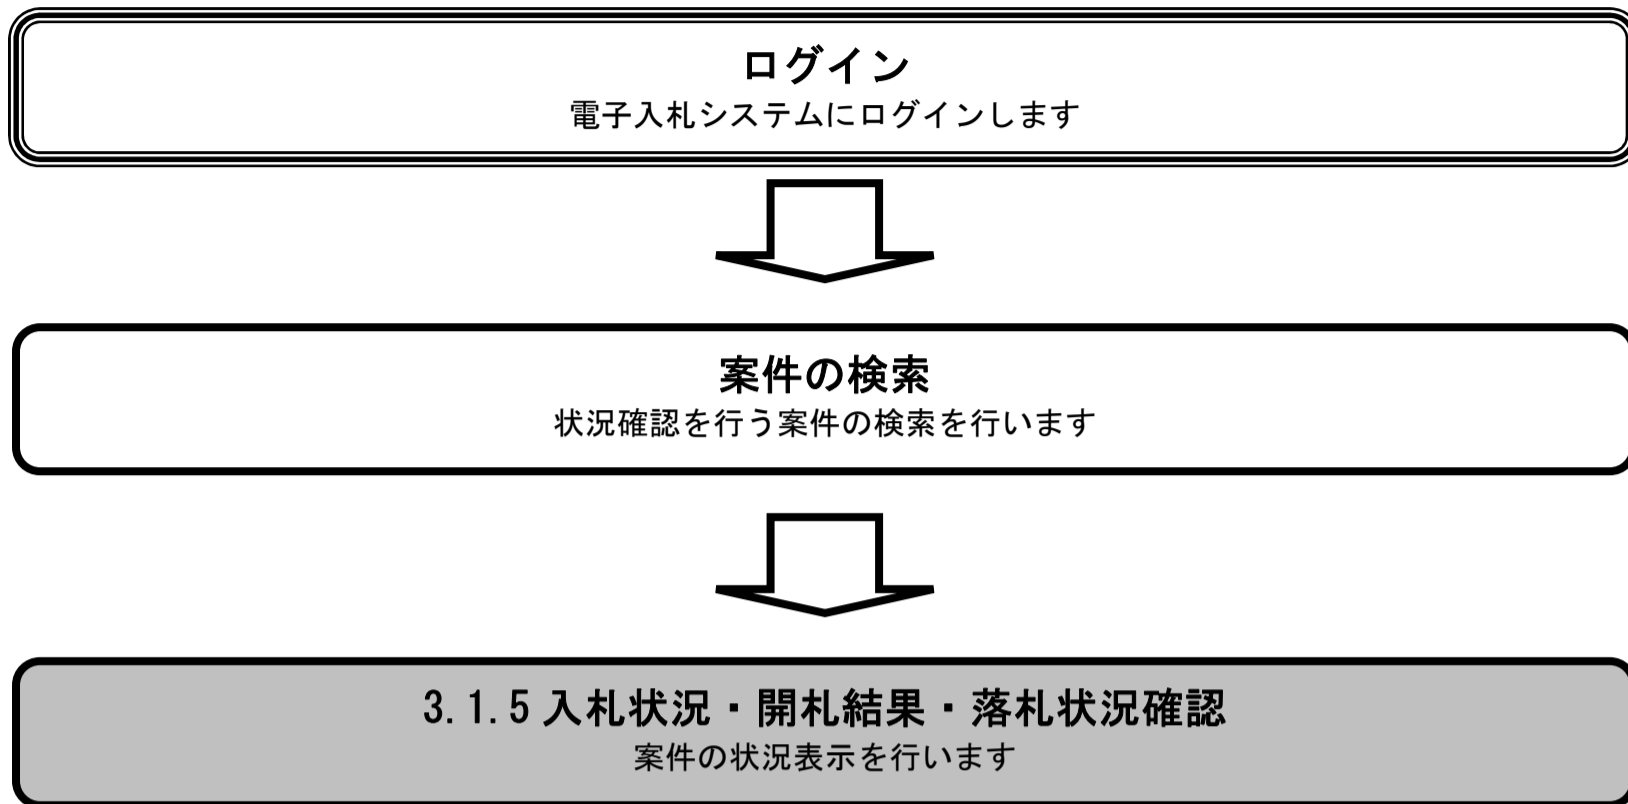 ログイン
電子入札システムにログインします
案件の検索
状況確認を行う案件の検索を行います
3.1.5 入札状況・開札結果・落札状況確認
案件の状況表示を行います